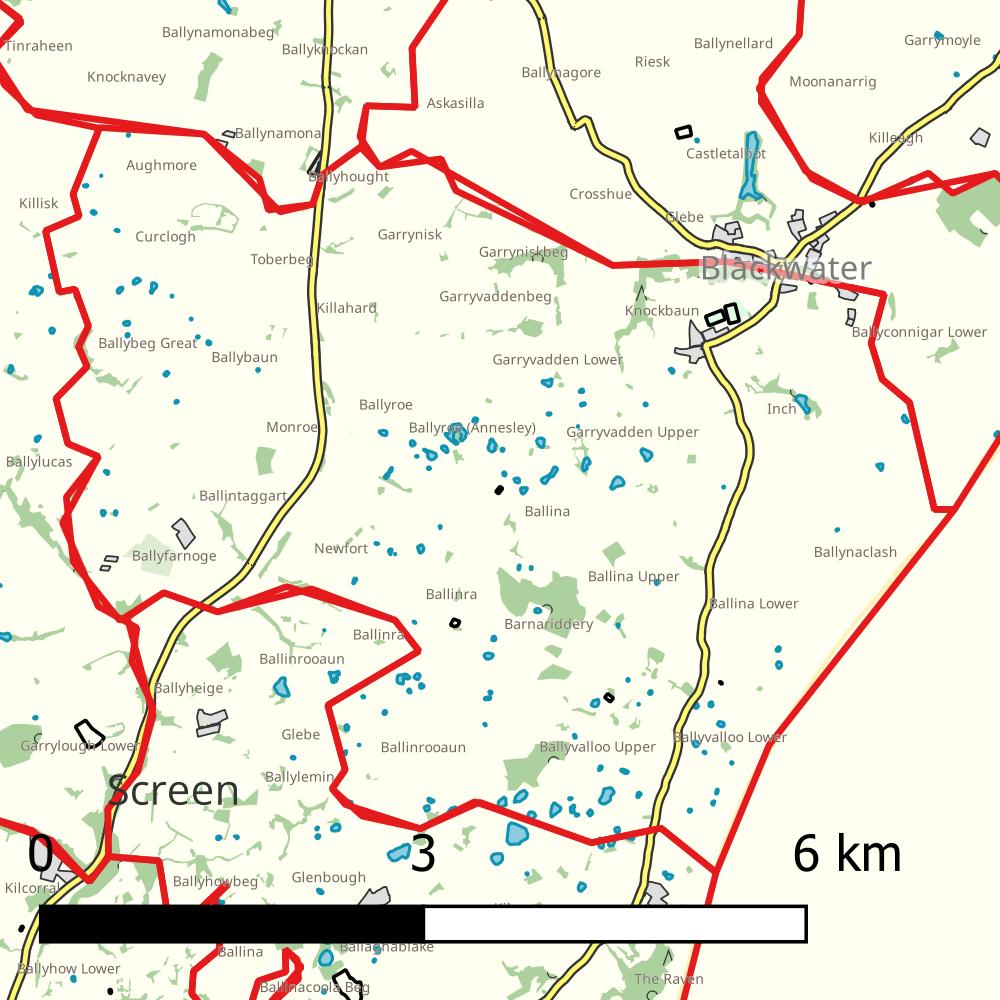 Ballynamonabeg
Tinraheen
Ballyknockan
Ballynellard
Garrymoyle
Riesk
Knocknavey
Ballynagore
Moonanarrig
Askasilla
Ballynamona
Killeagh
Castletalbot
Aughmore
Ballyhought
Crosshue
Killisk
Glebe
Curclogh
Garrynisk
Garryniskbeg
Toberbeg
Blackwater
Garryvaddenbeg
Killahard
Knockbaun
Ballyconnigar Lower
Ballybeg Great
Ballybaun
Garryvadden Lower
Ballyroe
Inch
Monroe
Ballyroe (Annesley)
Garryvadden Upper
Ballylucas
Ballintaggart
Ballina
Newfort
Ballyfarnoge
Ballynaclash
Ballina Upper
Ballinra
Ballina Lower
Barnariddery
Ballinra
Ballinrooaun
Ballyheige
Glebe
Garrylough Lower
Ballinrooaun
Ballyvalloo Upper
Ballyvalloo Lower
Ballylemin
Screen
0
3
6 km
Kilcorral
Ballyhowbeg
Glenbough
Ballina
Ballaghablake
Ballyhow Lower
Ballinacoola Beg
The Raven